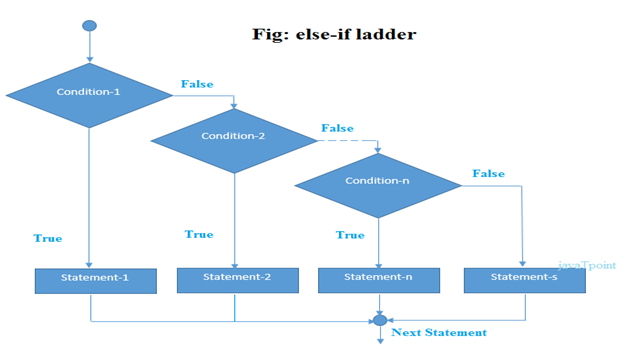 Fig: else-if ladder
Condition-1
False
Condition-2
False
Condition-n
False
True
True
True
Statement-1
Statement-2
Statement-n
Statement-s
javaTpoint
Next Statement